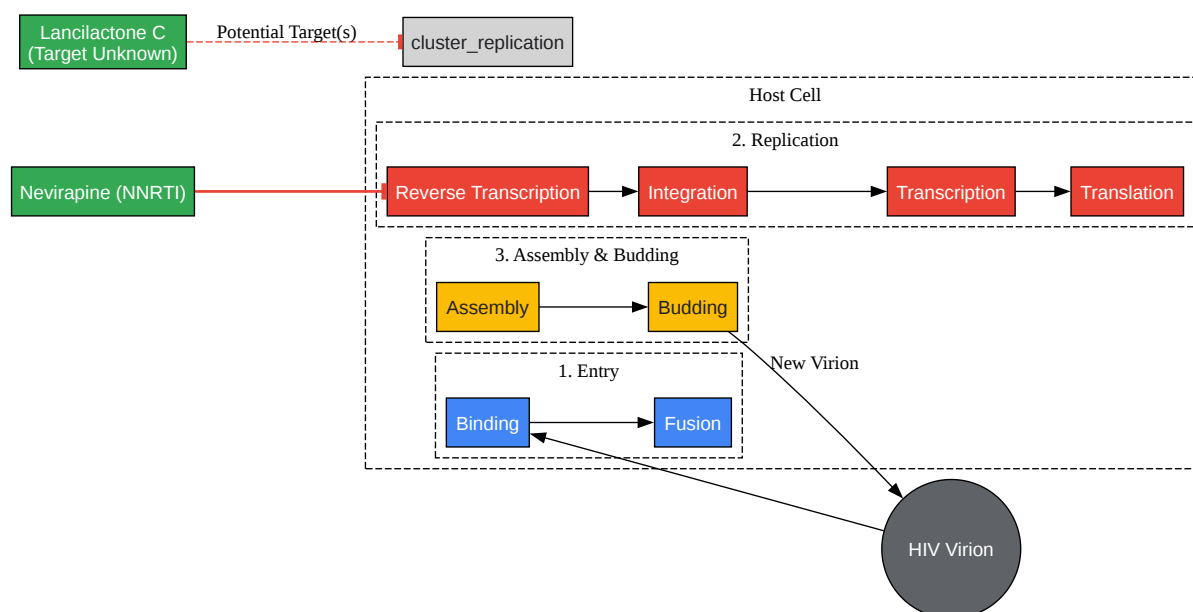 Lancilactone C
(Target Unknown)
Potential Target(s)
cluster_replication
Host Cell
2. Replication
Nevirapine (NNRTI)
Reverse Transcription
Integration
Transcription
Translation
3. Assembly & Budding
Assembly
Budding
New Virion
1. Entry
Binding
Fusion
HIV Virion